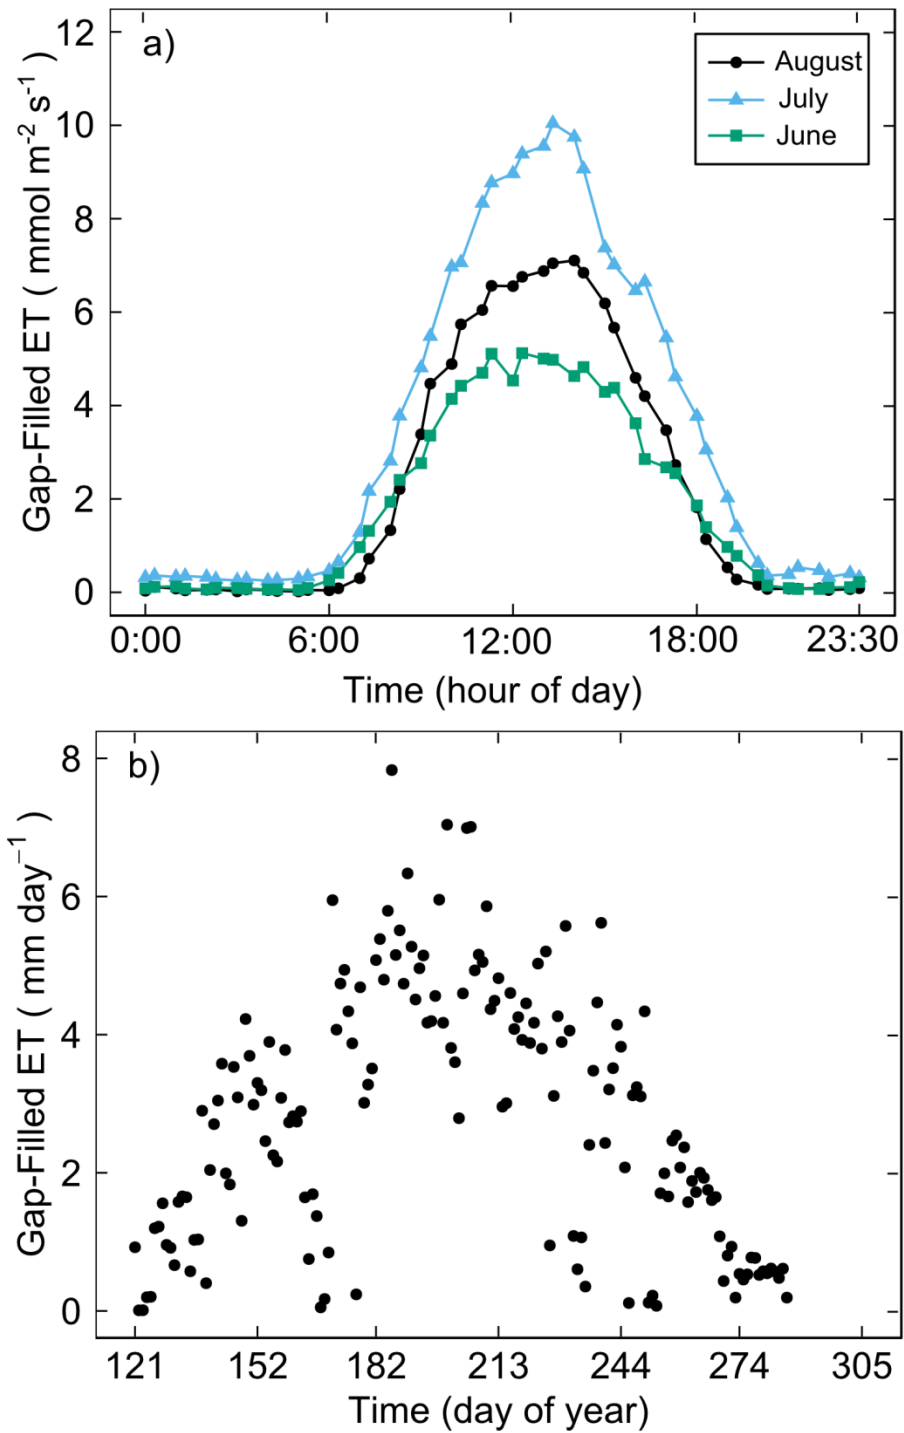 a)
August
July
June
12
10
8
6
4
2
0
Gap-Filled ET ( mmol m-2 s-1 )
0:00 6:00 12:00 18:00 23:30
Time (hour of day)
b)
8
6
4
2
0
Gap-Filled ET ( mm day−1 )
121 152 182 213 244 274 305
Time (day of year)